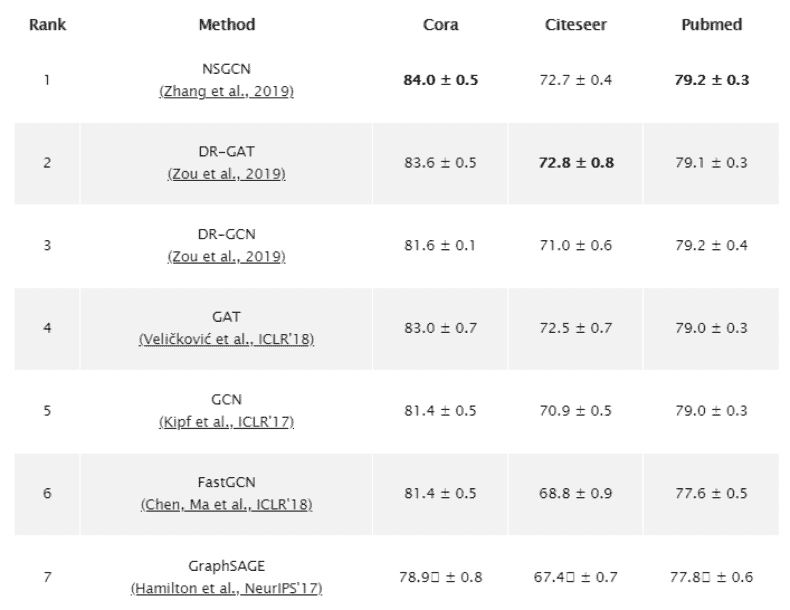 Rank Method Cora Citeseer Pubmed
1 NSGCN (Zhang et al., 2019) 84.0 ± 0.5 72.7 ± 0.4 79.2 ± 0.3
2 DR-GAT (Zou et al., 2019) 83.6 ± 0.5 72.8 ± 0.8 79.1 ± 0.3
3 DR-GCN (Zou et al., 2019) 81.6 ± 0.1 71.0 ± 0.6 79.2 ± 0.4
4 GAT (Veličković et al., ICLR'18) 83.0 ± 0.7 72.5 ± 0.7 79.0 ± 0.3
5 GCN (Kipf et al., ICLR'17) 81.4 ± 0.5 70.9 ± 0.5 79.0 ± 0.3
6 FastGCN (Chen, Ma et al., ICLR'18) 81.4 ± 0.5 68.8 ± 0.9 77.6 ± 0.5
7 GraphSAGE (Hamilton et al., NeurIPS'17) 78.9▯ ± 0.8 67.4▯ ± 0.7 77.8▯ ± 0.6